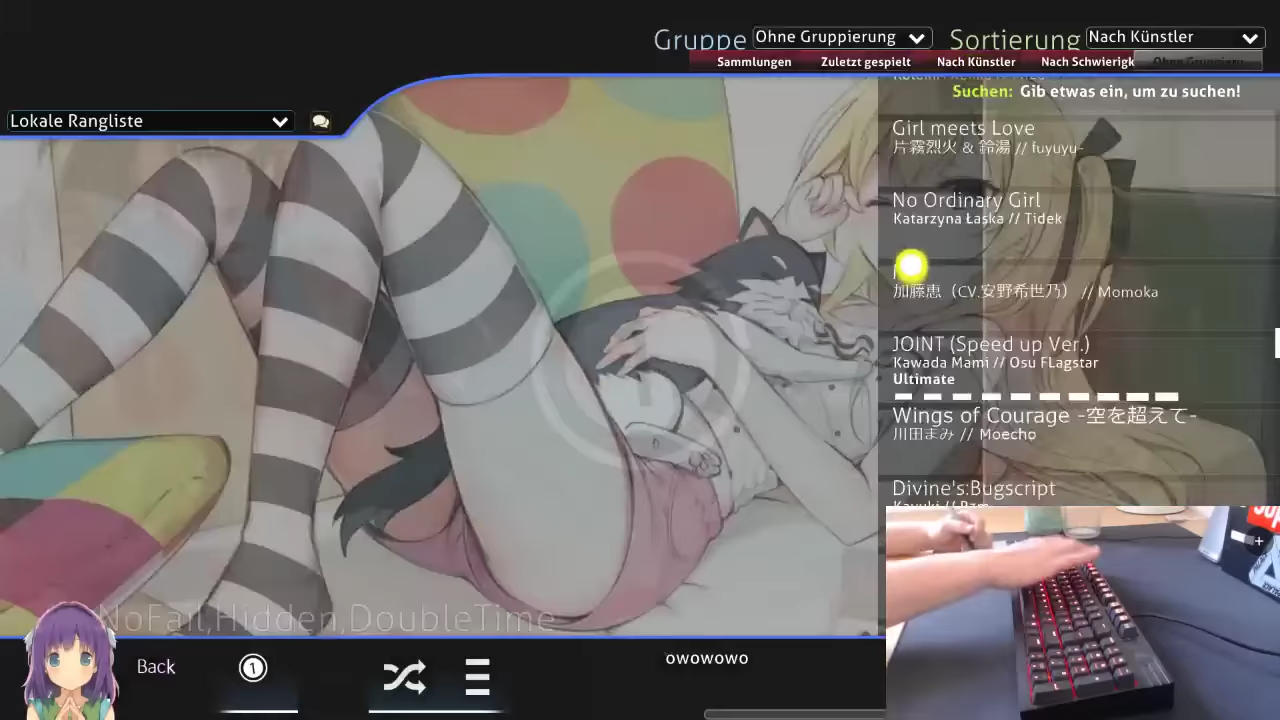 Gruppe Ohne Gruppierung Sortierung Nach Künstler
Sammlungen Zuletzt gespielt Nach Künstler Nach Schwierigk
Suchen: Gib etwas ein, um zu suchen!
Lokale Rangliste
Girl meets Love
片霧烈火 & 鈴湯 // fuyuyu-
No Ordinary Girl
Katarzyna Łaska // Tidek
加藤恵（CV.安野希世乃） // Momoka
JOINT (Speed up Ver.)
Kawada Mami // Osu FLagstar
Ultimate
Wings of Courage -空を超えて-
川田まみ // Moecho
Divine's:Bugscript
NoFail,Hidden,DoubleTime
Back
1
owowowo